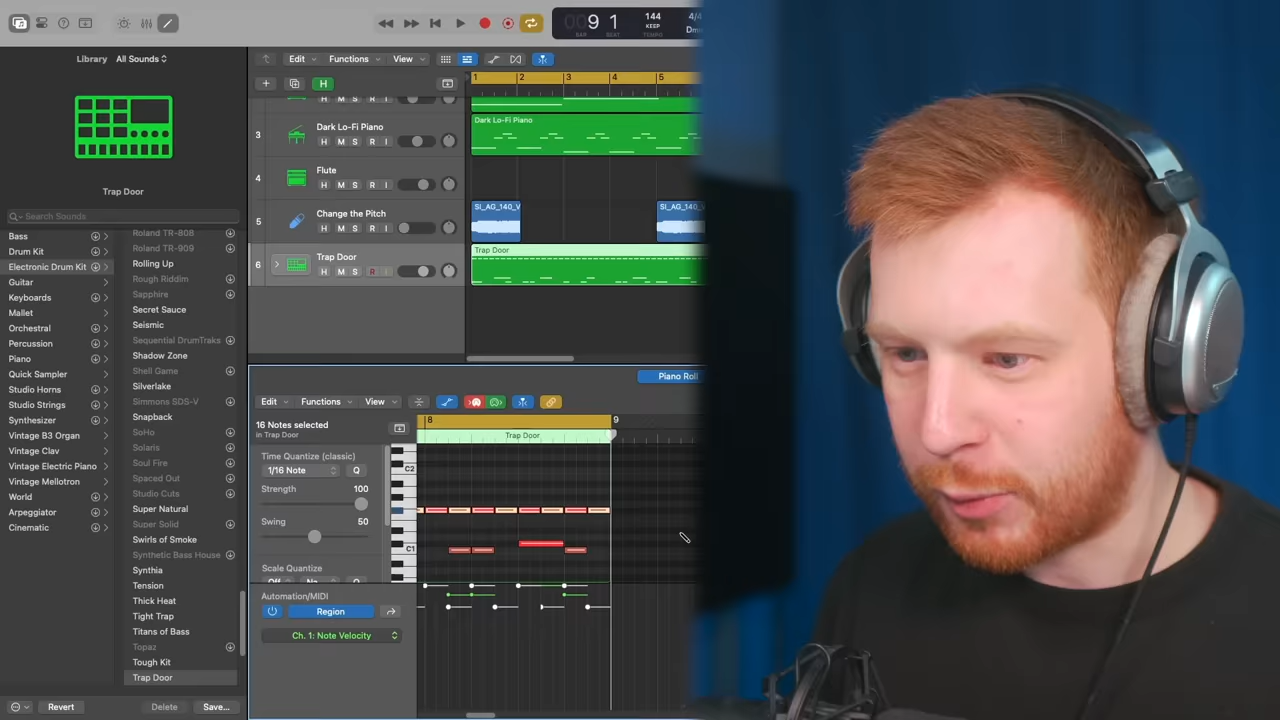 9 1
144
4/4
BAR
BEAT
KEEP
TEMPO
Dm
Library All Sounds
Edit Functions View
H
1 2 3 4 5
Trap Door
Search Sounds
H M S R I
3 Dark Lo-Fi Piano
H M S R I
Dark Lo-Fi Piano
4 Flute
H M S R I
5 Change the Pitch
H M S R I
SI_AG_140_V
SI_AG_140_V
6 Trap Door
H M S R I
Trap Door
Bass
Drum Kit
Electronic Drum Kit
Guitar
Keyboards
Mallet
Orchestral
Percussion
Piano
Quick Sampler
Studio Horns
Studio Strings
Synthesizer
Vintage B3 Organ
Vintage Clav
Vintage Electric Piano
Vintage Mellotron
World
Arpeggiator
Cinematic
Roland TR-808
Roland TR-909
Rolling Up
Rough Riddim
Sapphire
Secret Sauce
Seismic
Sequential DrumTraks
Shadow Zone
Shell Game
Silverlake
Simmons SDS-V
Snapback
SoHo
Solaris
Soul Fire
Spaced Out
Studio Cuts
Super Natural
Super Solid
Swirls of Smoke
Synthetic Bass House
Synthia
Tension
Thick Heat
Tight Trap
Titans of Bass
Topaz
Tough Kit
Trap Door
Revert Delete Save...
Piano Roll
Edit Functions View
16 Notes selected
in Trap Door
8 9
Trap Door
Time Quantize (classic)
1/16 Note Q
Strength 100
Swing 50
Scale Quantize
C2
C1
Automation/MIDI
Region
Ch. 1: Note Velocity